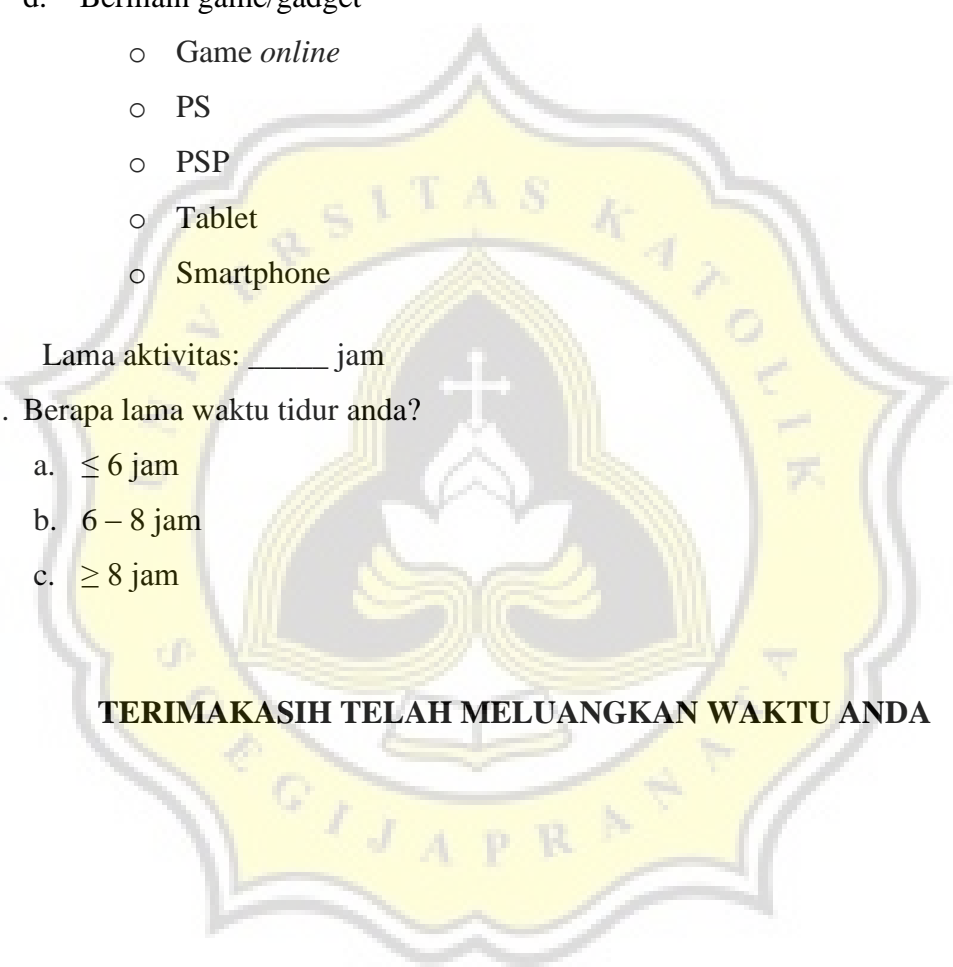 d. Bermain game/gadget
o Game online
o PS
o PSP
o Tablet
o Smartphone
Lama aktivitas: _____ jam
. Berapa lama waktu tidur anda?
a. ≤ 6 jam
b. 6 – 8 jam
c. ≥ 8 jam
TERIMAKASIH TELAH MELUANGKAN WAKTU ANDA
UNIVERSITAS KATOLIK
SOEGIJAPRANATA